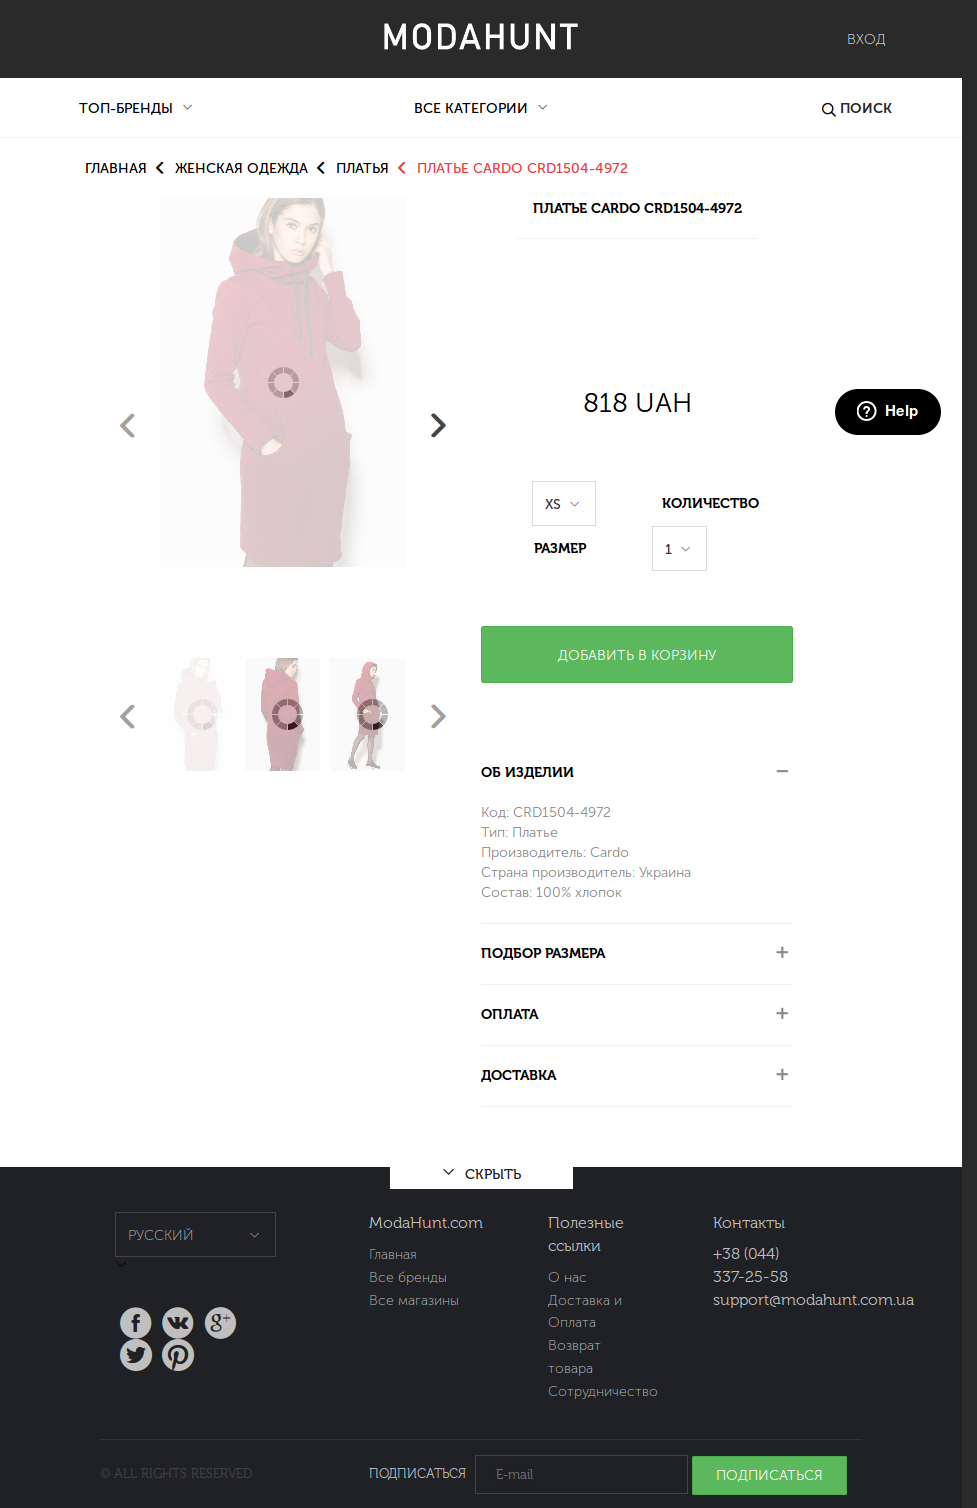 MODAHUNT
ВХОД
ТОП-БРЕНДЫ
ВСЕ КАТЕГОРИИ
ПОИСК
ГЛАВНАЯ ЖЕНСКАЯ ОДЕЖДА ПЛАТЬЯ ПЛАТЬЕ CARDO CRD1504-4972
ПЛАТЬЕ CARDO CRD1504-4972
818 UAH
Help
XS
КОЛИЧЕСТВО
РАЗМЕР
1
ДОБАВИТЬ В КОРЗИНУ
ОБ ИЗДЕЛИИ
Код: CRD1504-4972
Тип: Платье
Производитель: Cardo
Страна производитель: Украина
Состав: 100% хлопок
ПОДБОР РАЗМЕРА
ОПЛАТА
ДОСТАВКА
СКРЫТЬ
РУССКИЙ
ModaHunt.com
Главная
Все бренды
Все магазины
Полезные
ссылки
О нас
Доставка и
Оплата
Возврат
товара
Сотрудничество
Контакты
+38 (044)
337-25-58
support@modahunt.com.ua
© ALL RIGHTS RESERVED
ПОДПИСАТЬСЯ
E-mail
ПОДПИСАТЬСЯ